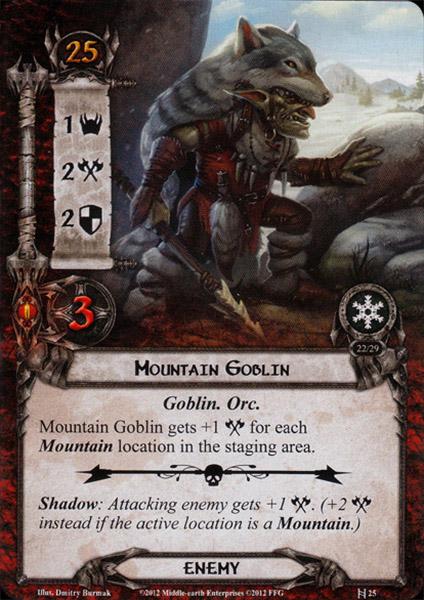 25
1
2
2
3
22/29
Mountain Goblin
Goblin. Orc.
Mountain Goblin gets +1 for each
Mountain location in the staging area.
Shadow: Attacking enemy gets +1 . (+2
instead if the active location is a Mountain.)
ENEMY
Illus. Dmitry Burmak ©2012 Middle-earth Enterprises ©2012 FFG 25